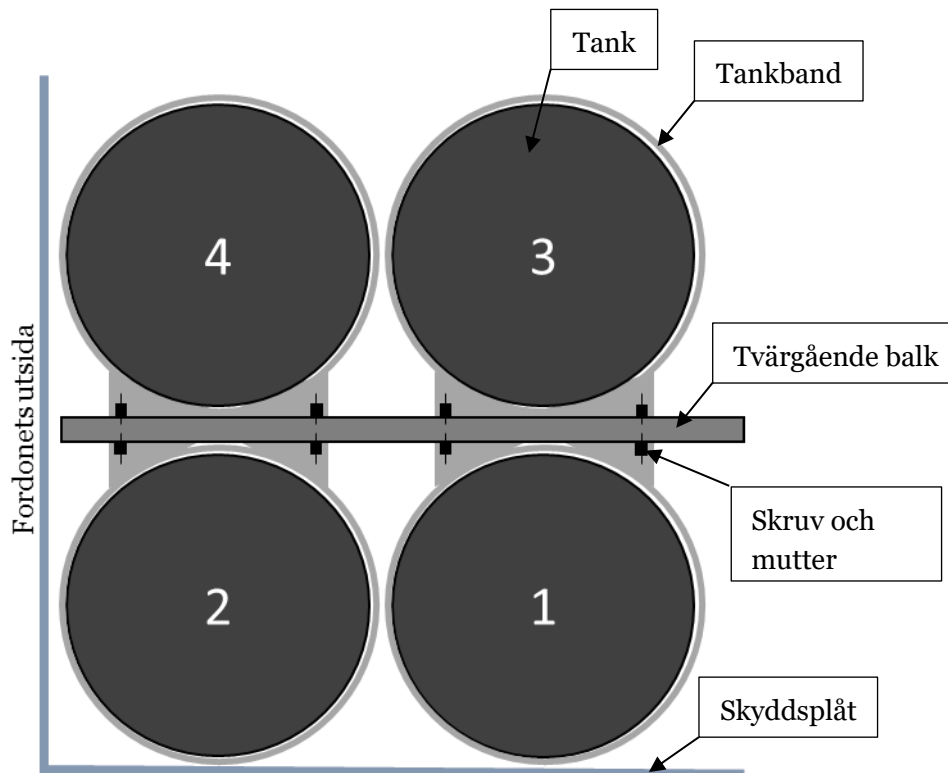 Tank
Tankband
4
3
Fordonets utsida
Tvärgående balk
Skruv och
mutter
2
1
Skyddsplåt